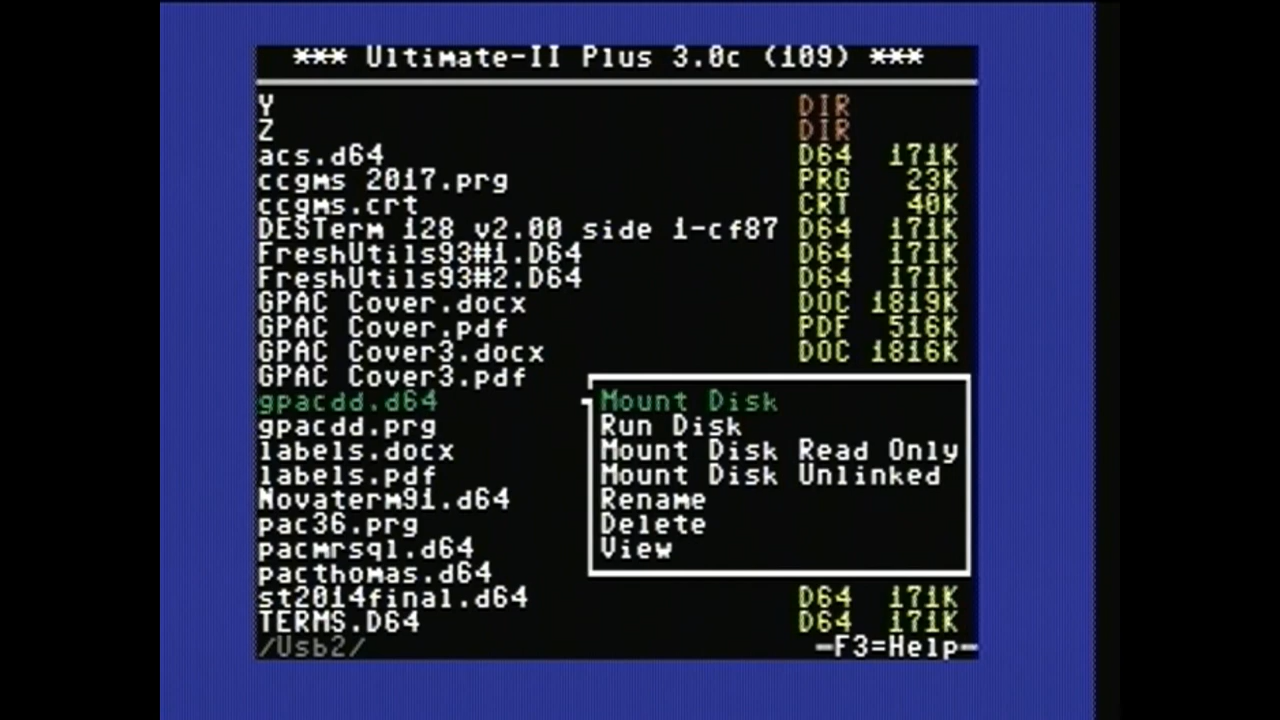 *** Ultimate-II Plus 3.0c (109) ***
Y DIR
Z DIR
acs.d64 D64 171K
ccgms 2017.prg PRG 23K
ccgms.crt CRT 40K
DESTerm 128 v2.00 side 1-cf87 D64 171K
FreshUtils93#1.D64 D64 171K
FreshUtils93#2.D64 D64 171K
GPAC Cover.docx DOC 1819K
GPAC Cover.pdf PDF 516K
GPAC Cover3.docx DOC 1816K
GPAC Cover3.pdf
gpacdd.d64 Mount Disk
gpacdd.prg Run Disk
labels.docx Mount Disk Read Only
labels.pdf Mount Disk Unlinked
Novaterm91.d64 Rename
pac36.prg Delete
pacmrsql.d64 View
pacthomas.d64
st2014final.d64 D64 171K
TERMS.D64 D64 171K
/Usb2/ -F3=Help-